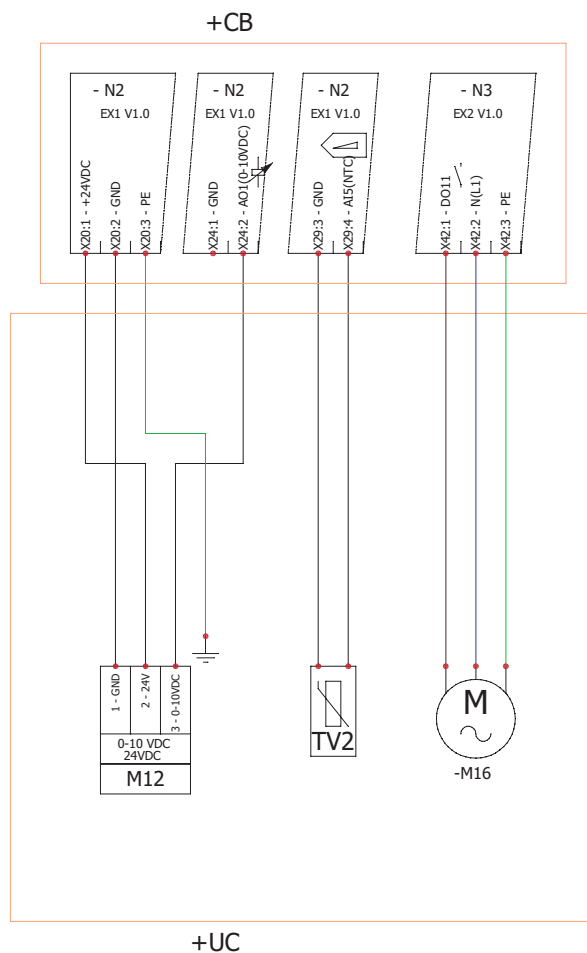 +CB
- N2
EX1 V1.0
X20:1 - +24VDC
X20:2 - GND
X20:3 - PE
- N2
EX1 V1.0
X24:1 - GND
X24:2 - AO1(0-10VDC)
- N2
EX1 V1.0
X29:3 - GND
X29:4 - AI5(NTC)
- N3
EX2 V1.0
X42:1 - DO11
X42:2 - N(L1)
X42:3 - PE
1 - GND
2 - 24V
3 - 0-10VDC
0-10 VDC
24VDC
M12
TV2
M
-M16
+UC